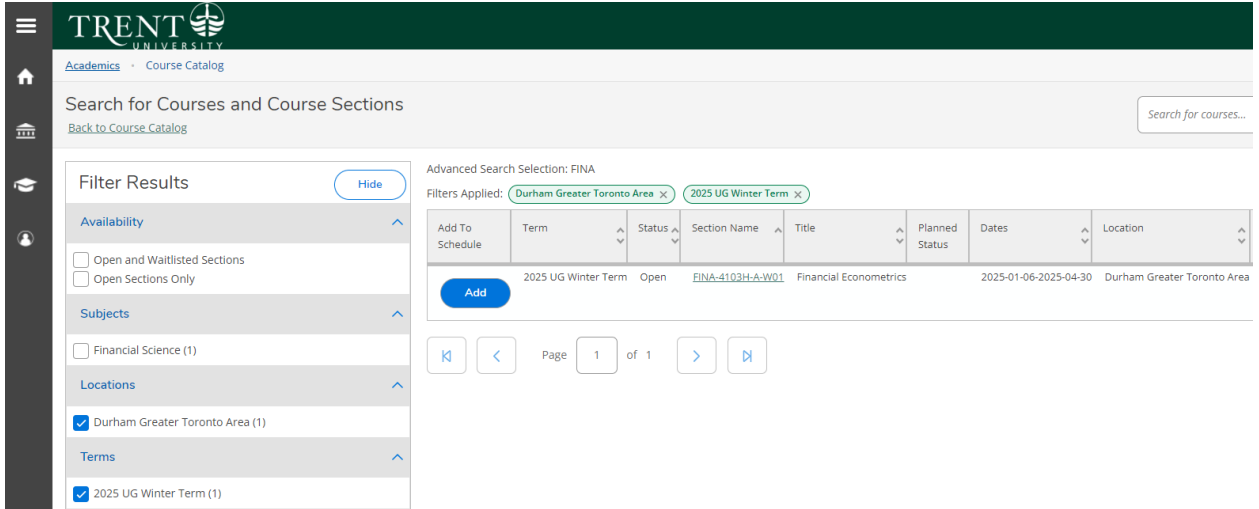 TRENT
UNIVERSITY
Academics · Course Catalog
Search for Courses and Course Sections
Back to Course Catalog
Search for courses...
Filter Results
Hide
Availability
Open and Waitlisted Sections
Open Sections Only
Subjects
Financial Science (1)
Locations
Durham Greater Toronto Area (1)
Terms
2025 UG Winter Term (1)
Advanced Search Selection: FINA
Filters Applied: Durham Greater Toronto Area × 2025 UG Winter Term ×
Add To Schedule Term Status Section Name Title Planned Status Dates Location
Add 2025 UG Winter Term Open FINA-4103H-A-W01 Financial Econometrics 2025-01-06-2025-04-30 Durham Greater Toronto Area
Page 1 of 1